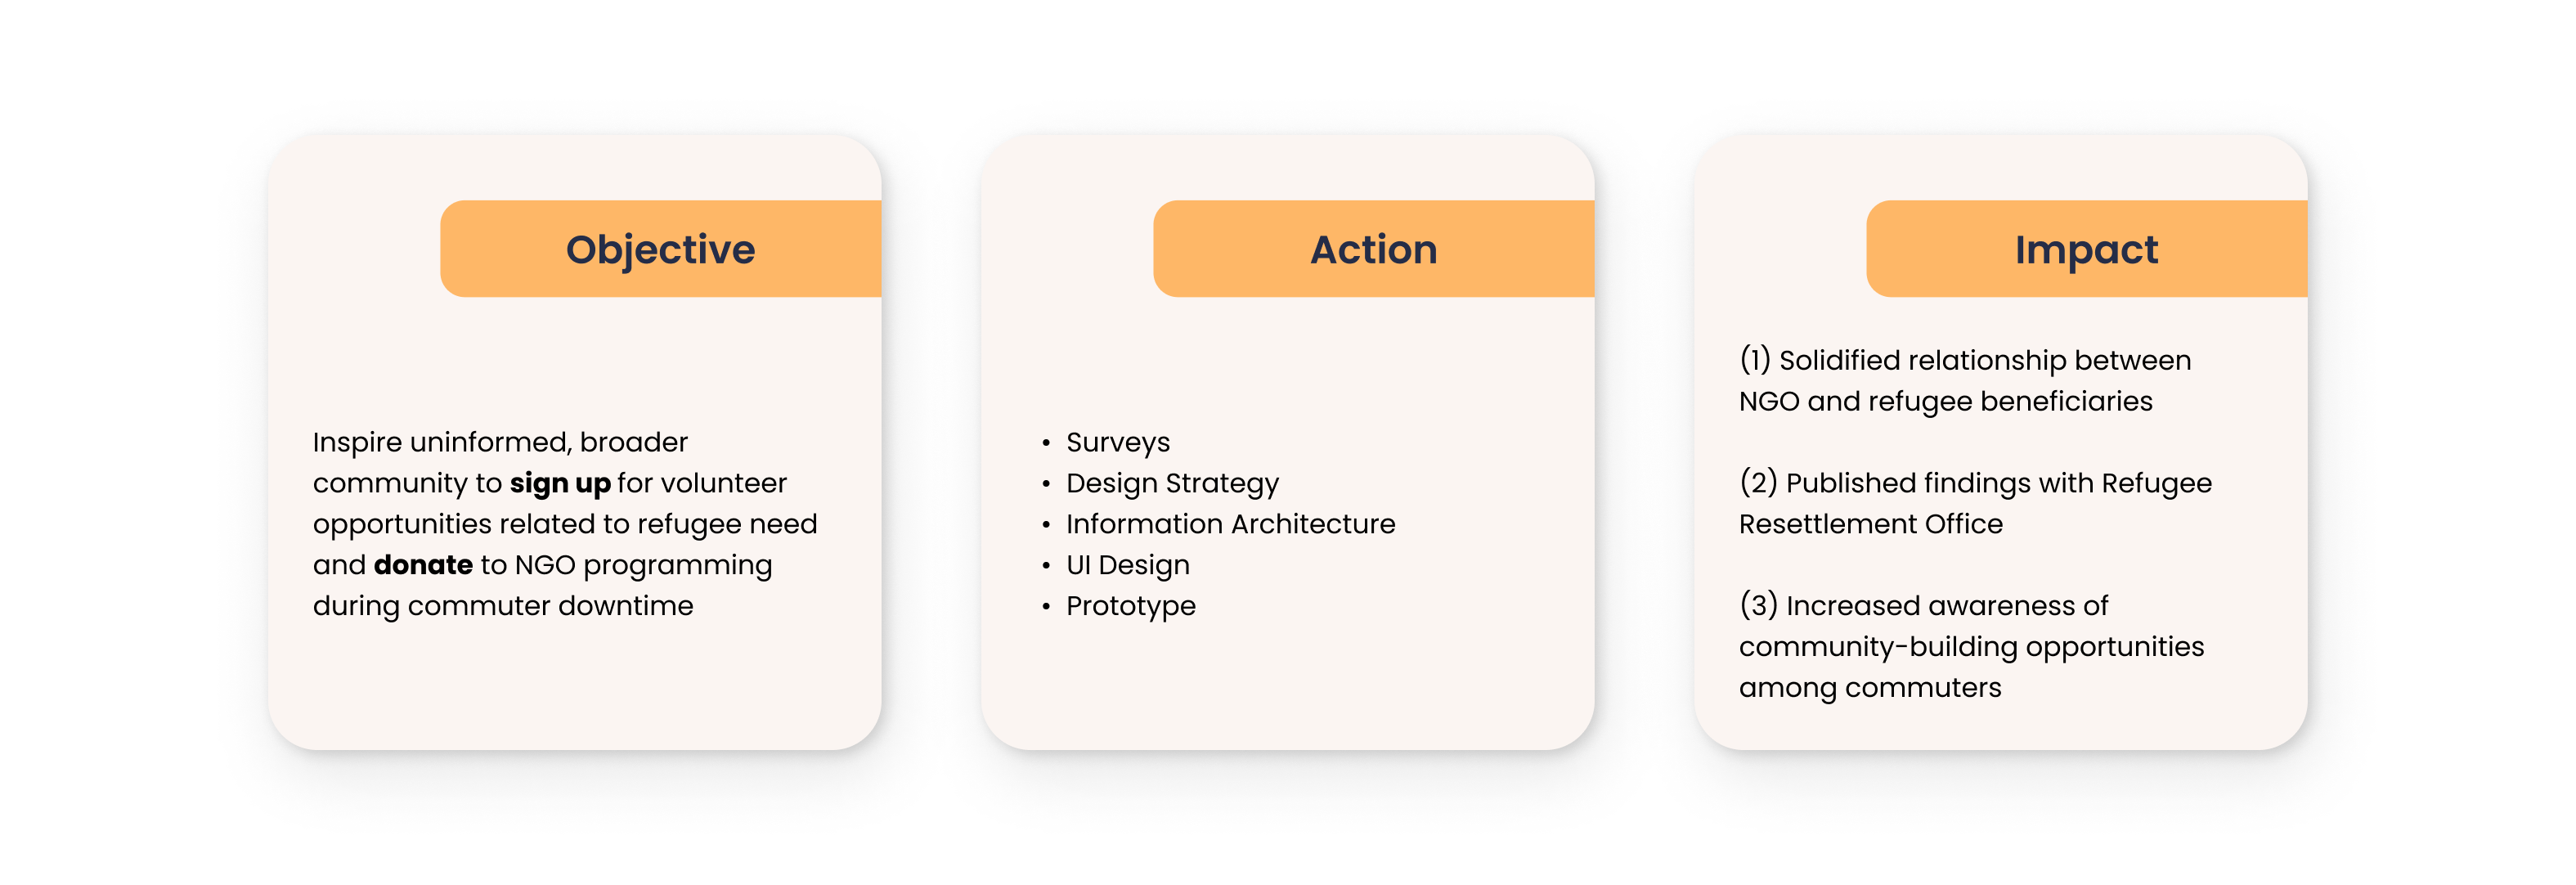 Objective
Inspire uninformed, broader
community to sign up for volunteer
opportunities related to refugee need
and donate to NGO programming
during commuter downtime
Action
• Surveys
• Design Strategy
• Information Architecture
• UI Design
• Prototype
Impact
(1) Solidified relationship between
NGO and refugee beneficiaries
(2) Published findings with Refugee
Resettlement Office
(3) Increased awareness of
community-building opportunities
among commuters